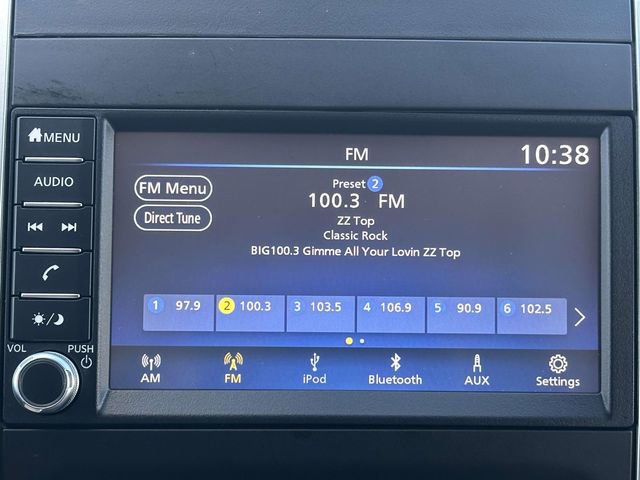 MENU
AUDIO
VOL
PUSH
FM
10:38
FM Menu
Direct Tune
Preset 2
100.3 FM
ZZ Top
Classic Rock
BIG100.3 Gimme All Your Lovin ZZ Top
1 97.9
2 100.3
3 103.5
4 106.9
5 90.9
6 102.5
AM
FM
iPod
Bluetooth
AUX
Settings